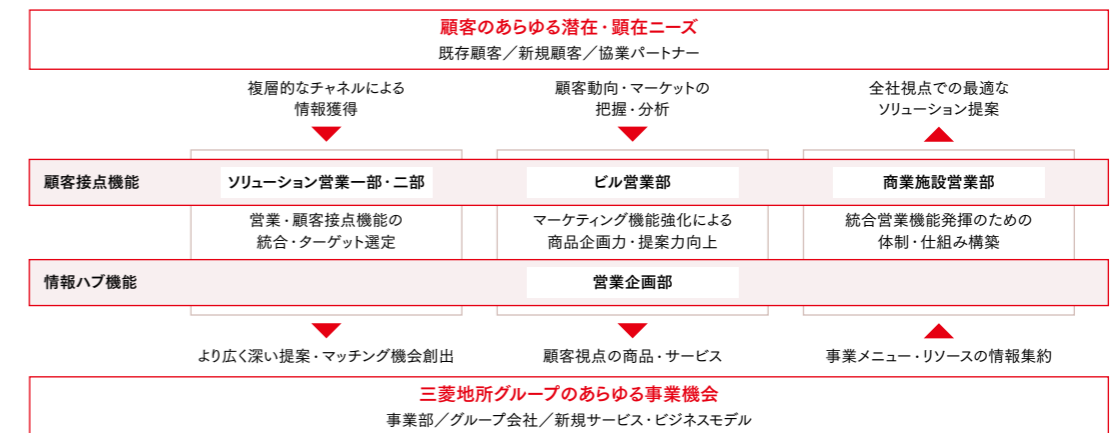 顧客のあらゆる潜在・顕在ニーズ
既存顧客／新規顧客／協業パートナー
複層的なチャネルによる
情報獲得
顧客動向・マーケットの
把握・分析
全社視点での最適な
ソリューション提案
顧客接点機能
ソリューション営業一部・二部
ビル営業部
商業施設営業部
営業・顧客接点機能の
統合・ターゲット選定
マーケティング機能強化による
商品企画力・提案力向上
統合営業機能発揮のための
体制・仕組み構築
情報ハブ機能
営業企画部
より広く深い提案・マッチング機会創出
顧客視点の商品・サービス
事業メニュー・リソースの情報集約
三菱地所グループのあらゆる事業機会
事業部／グループ会社／新規サービス・ビジネスモデル